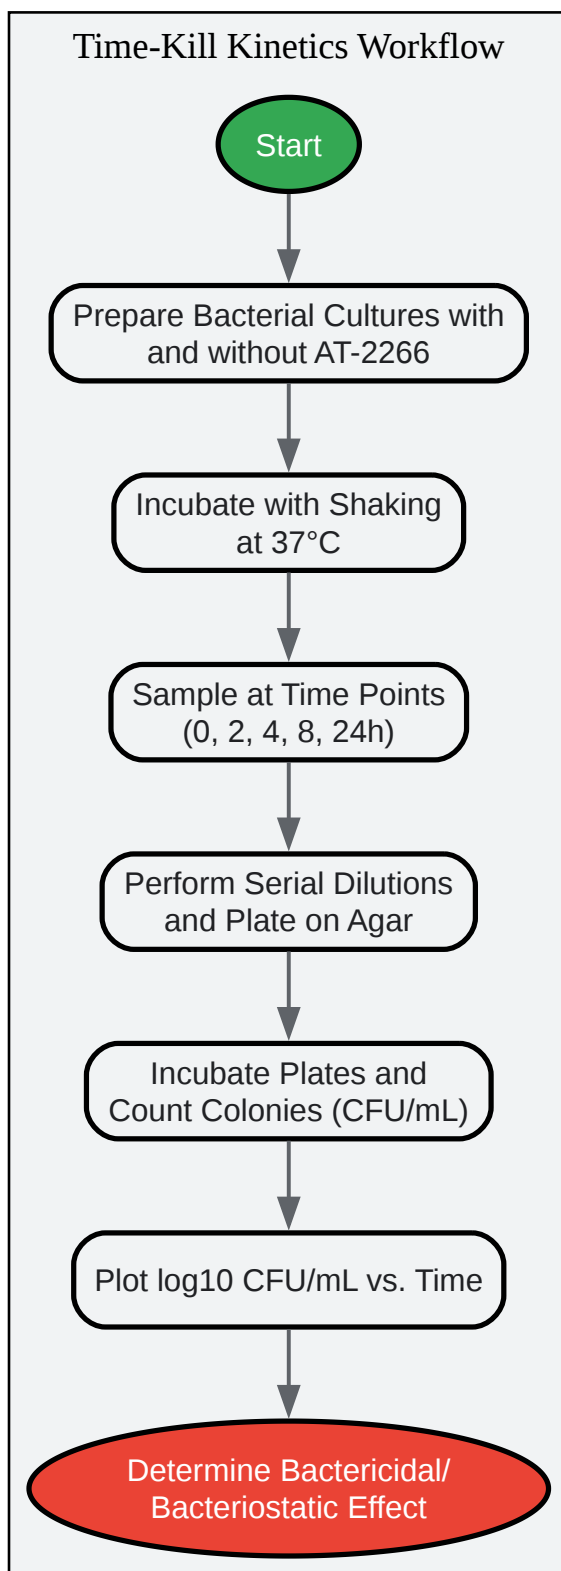 Time-Kill Kinetics Workflow
Start
Prepare Bacterial Cultures with
and without AT-2266
Incubate with Shaking
at 37°C
Sample at Time Points
(0, 2, 4, 8, 24h)
Perform Serial Dilutions
and Plate on Agar
Incubate Plates and
Count Colonies (CFU/mL)
Plot log10 CFU/mL vs. Time
Determine Bactericidal/
Bacteriostatic Effect